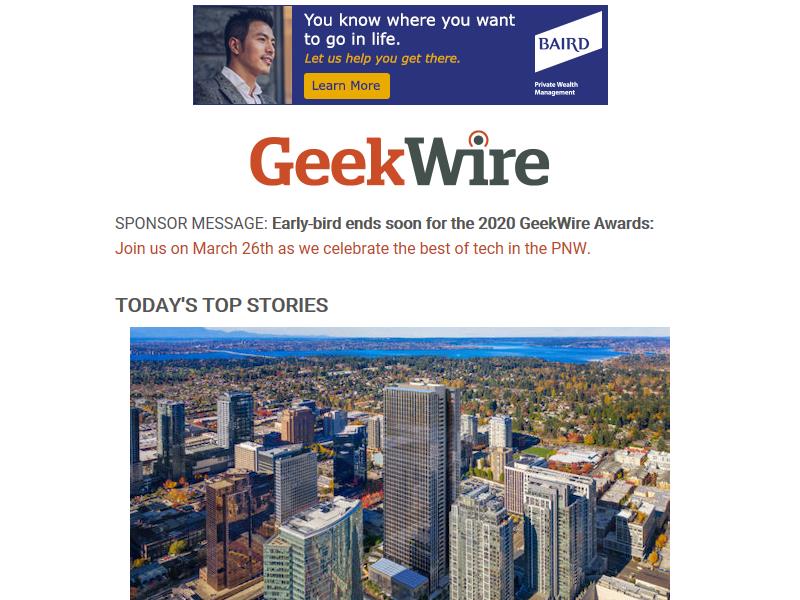 You know where you want
to go in life.
Let us help you get there.
Learn More
BAIRD
Private Wealth
Management
GeekWire
SPONSOR MESSAGE: Early-bird ends soon for the 2020 GeekWire Awards:
Join us on March 26th as we celebrate the best of tech in the PNW.
TODAY'S TOP STORIES